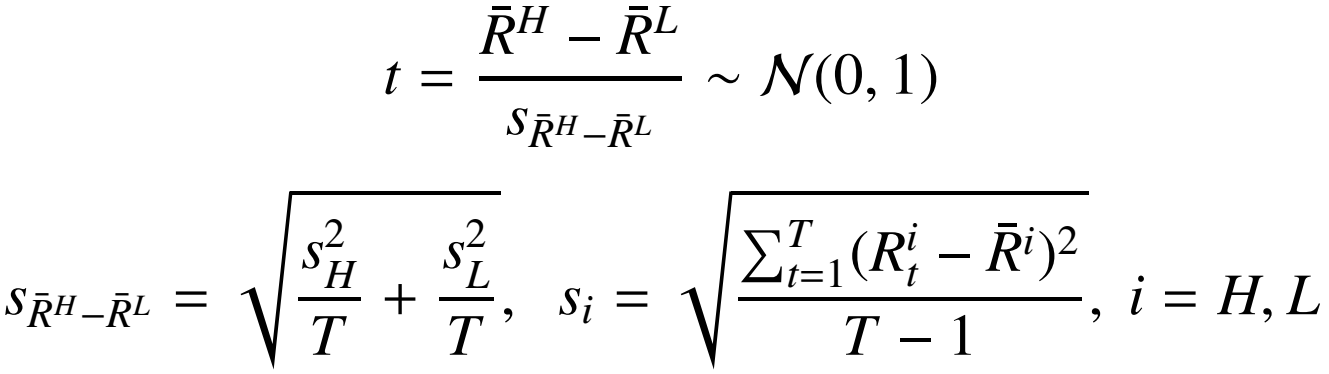 $t = \frac{\bar{R}^H - \bar{R}^L}{s_{\bar{R}^H - \bar{R}^L}} \sim \mathcal{N}(0, 1)$
$s_{\bar{R}^H - \bar{R}^L} = \sqrt{\frac{s_H^2}{T} + \frac{s_L^2}{T}}, \ \ s_i = \sqrt{\frac{\sum_{t=1}^{T} (R_t^i - \bar{R}^i)^2}{T - 1}}, \ i = H, L$